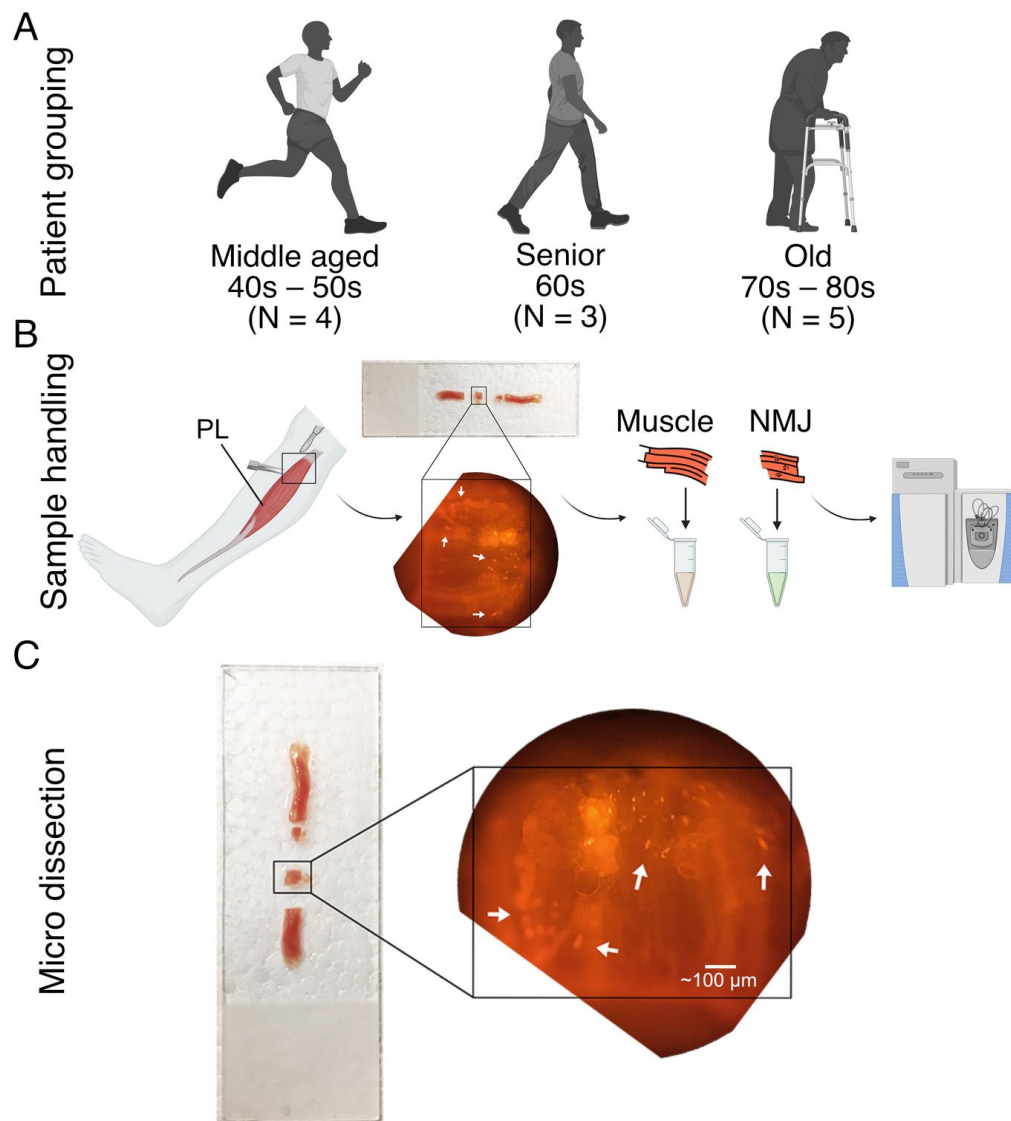 A
Patient grouping
Middle aged
40s – 50s
(N = 4)
Senior
60s
(N = 3)
Old
70s – 80s
(N = 5)
B
Sample handling
PL
Muscle
NMJ
C
Micro dissection
~100 µm